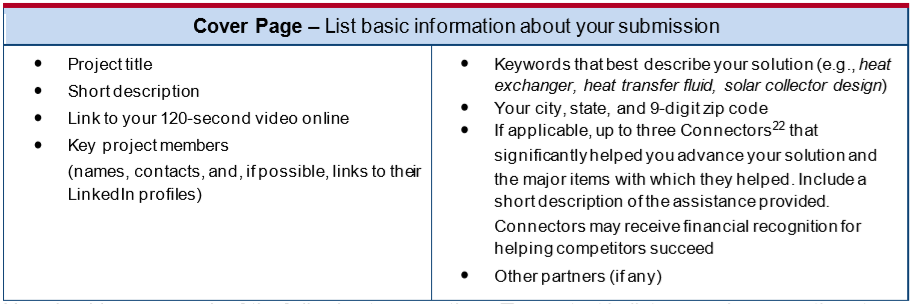 Cover Page – List basic information about your submission
• Project title
• Short description
• Link to your 120-second video online
• Key project members
(names, contacts, and, if possible, links to their
LinkedIn profiles)
• Keywords that best describe your solution (e.g., heat
exchanger, heat transfer fluid, solar collector design)
• Your city, state, and 9-digit zip code
• If applicable, up to three Connectors22 that
significantly helped you advance your solution and
the major items with which they helped. Include a
short description of the assistance provided.
Connectors may receive financial recognition for
helping competitors succeed
• Other partners (if any)